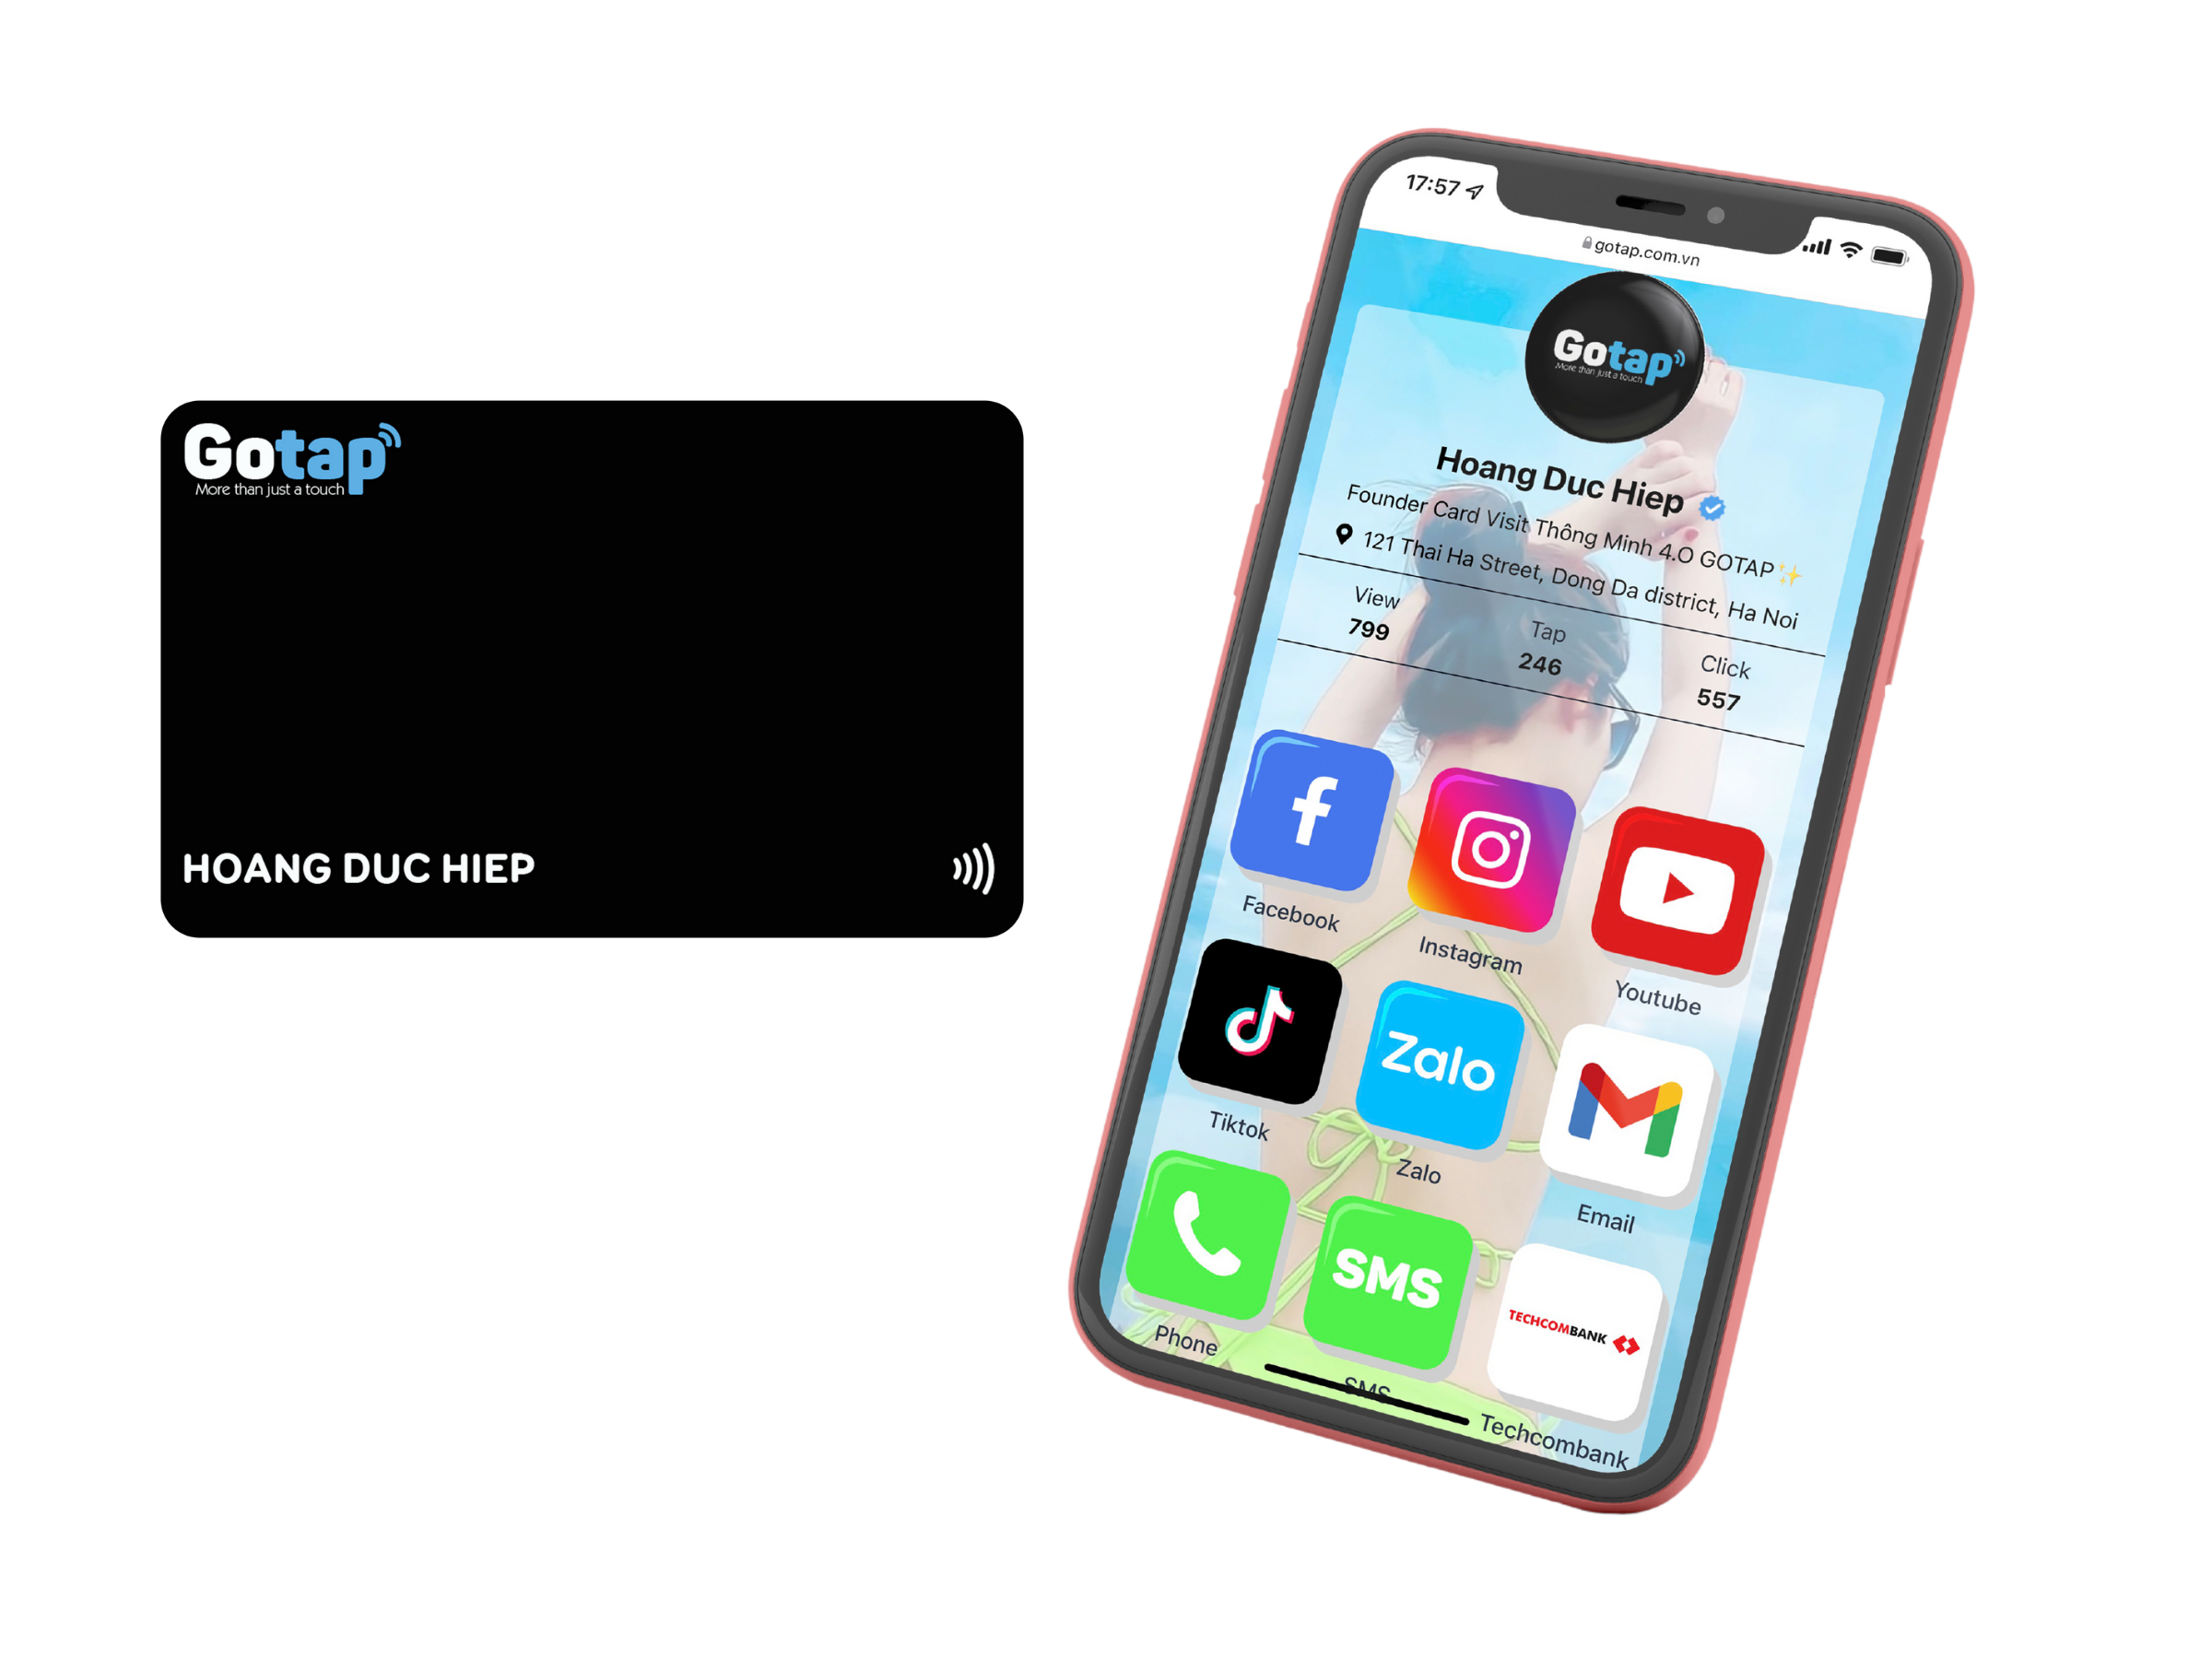 Gotap
More than just a touch
HOANG DUC HIEP
17:57
gotap.com.vn
Gotap
More than just a touch
Hoang Duc Hiep
Founder Card Visit Thông Minh 4.O GOTAP✨
121 Thai Ha Street, Dong Da district, Ha Noi
View
Tap
Click
799
246
557
Facebook
Instagram
Youtube
Zalo
Tiktok
Zalo
Email
SMS
TECHCOMBANK
Phone
SMS
Techcombank